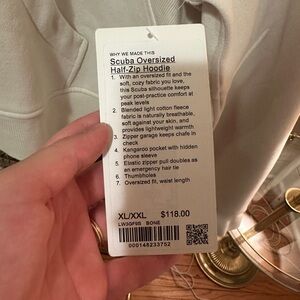 WHY WE MADE THIS
Scuba Oversized
Half-Zip Hoodie
1. With an oversized fit and the
soft, cozy fabric you love,
this Scuba silhouette keeps
your post-practice comfort at
peak levels
2. Blended light cotton fleece
fabric is naturally breathable,
soft against your skin, and
provides lightweight warmth
3. Zipper garage keeps chafe in
check
4. Kangaroo pocket with hidden
phone sleeve
5. Elastic zipper pull doubles as
an emergency hair tie
6. Thumbholes
7. Oversized fit, waist length
XL/XXL $118.00
BONE
000148233752